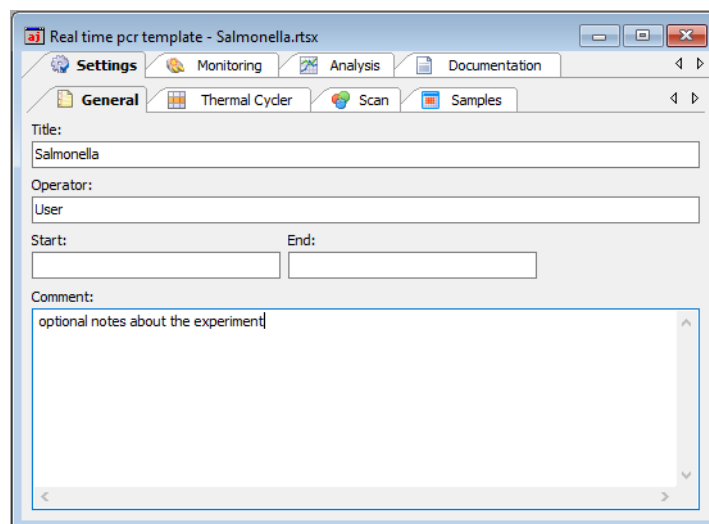 aj Real time pcr template - Salmonella.rtsx
Settings Monitoring Analysis Documentation
General Thermal Cycler Scan Samples
Title:
Salmonella
Operator:
User
Start: End:
Comment:
optional notes about the experiment